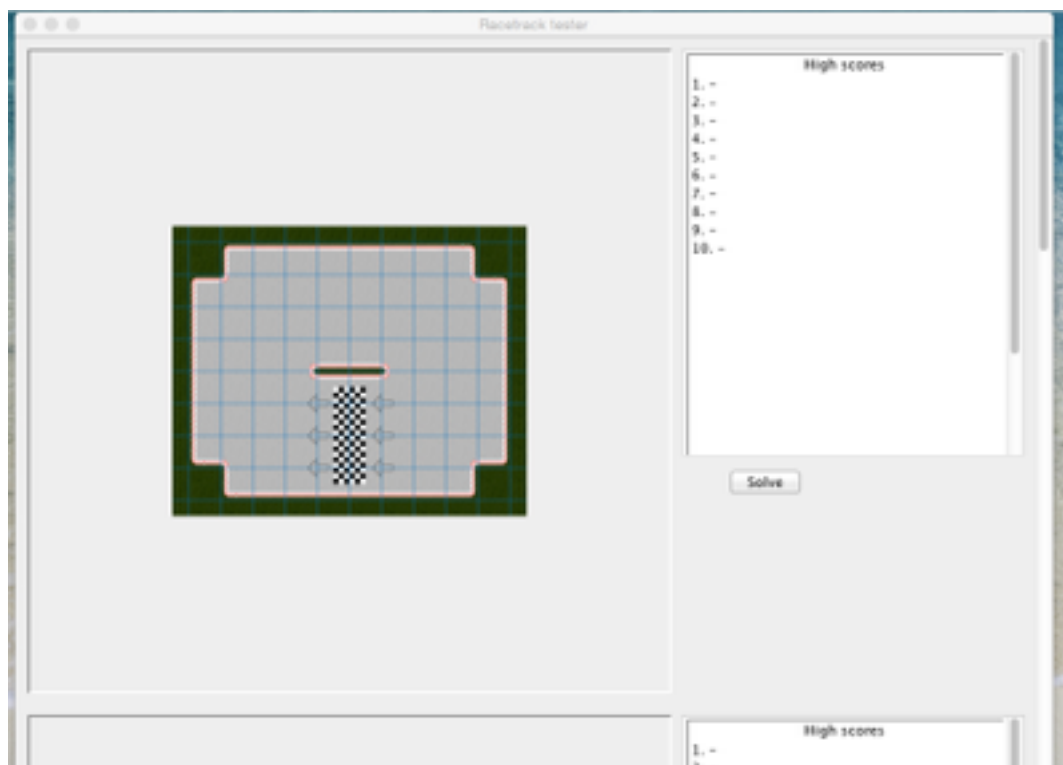 Racetrack tester
High scores
1. -
2. -
3. -
4. -
5. -
6. -
7. -
8. -
9. -
10. -
Solve
High scores
1. -